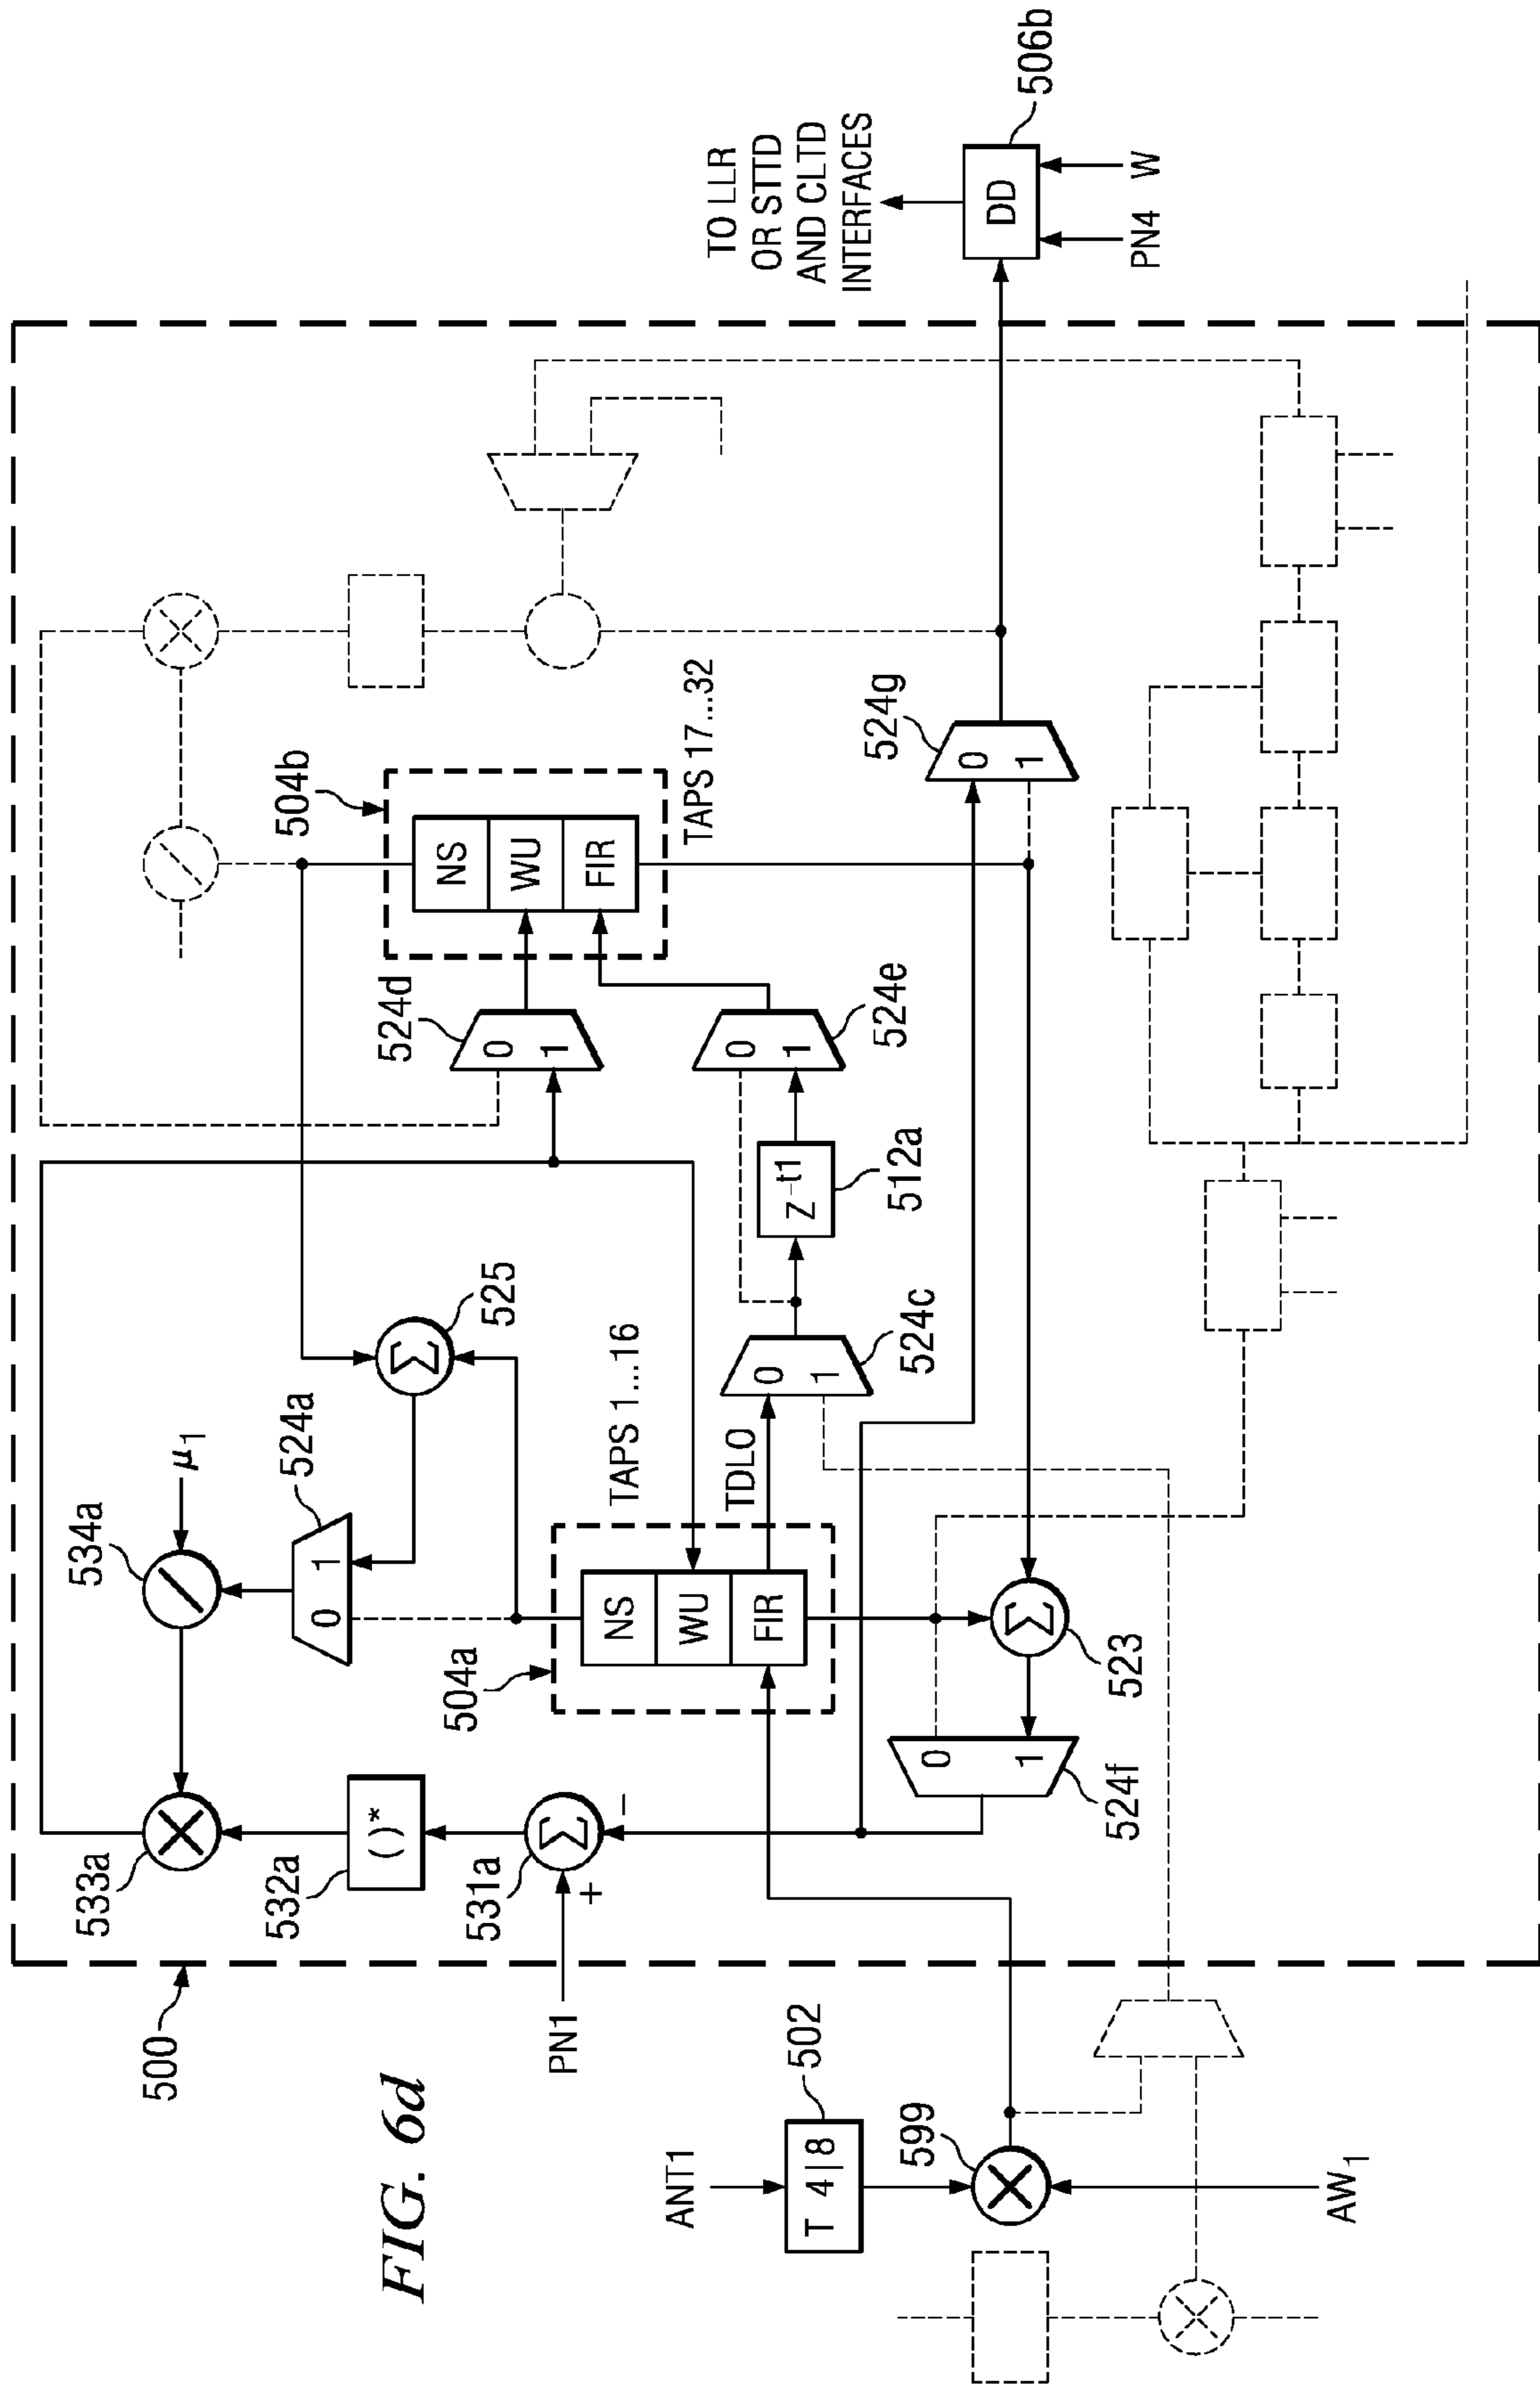 FIG. 6d
500
533a
534a
μ1
524a
0 1
525
532a
( )*
531a
PN1
+
−
504a
NS
WU
FIR
TAPS 1...16
TDLO
524c
0
1
512a
Z-t1
524d
0
1
524e
0
1
504b
NS
WU
FIR
TAPS 17...32
524g
0
1
523
524f
0
1
ANT1
502
T 4|8
599
AW1
TO LLR
OR STTD
AND CLTD
INTERFACES
DD
506b
PN4 W
Σ
Σ
Σ